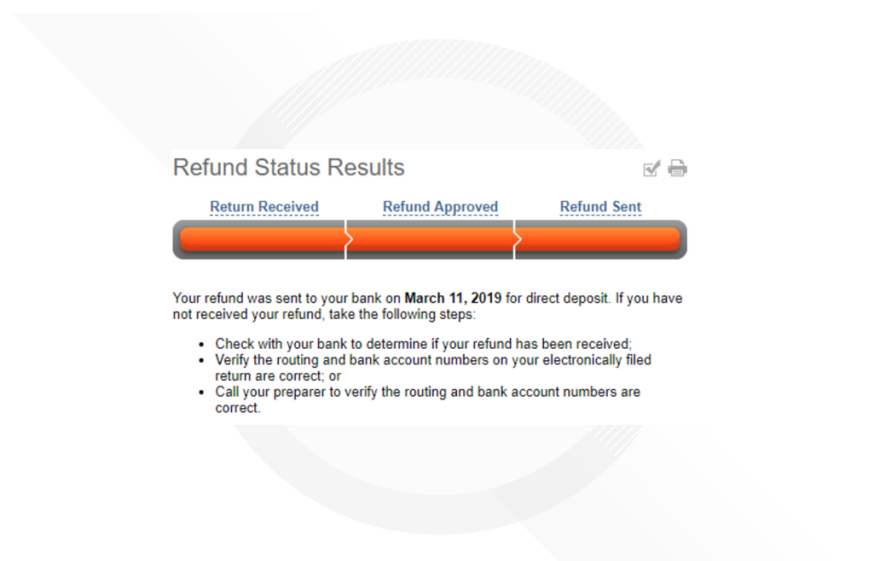 Refund Status Results
Return Received Refund Approved Refund Sent
Your refund was sent to your bank on March 11, 2019 for direct deposit. If you have
not received your refund, take the following steps:
• Check with your bank to determine if your refund has been received;
• Verify the routing and bank account numbers on your electronically filed
return are correct; or
• Call your preparer to verify the routing and bank account numbers are
correct.